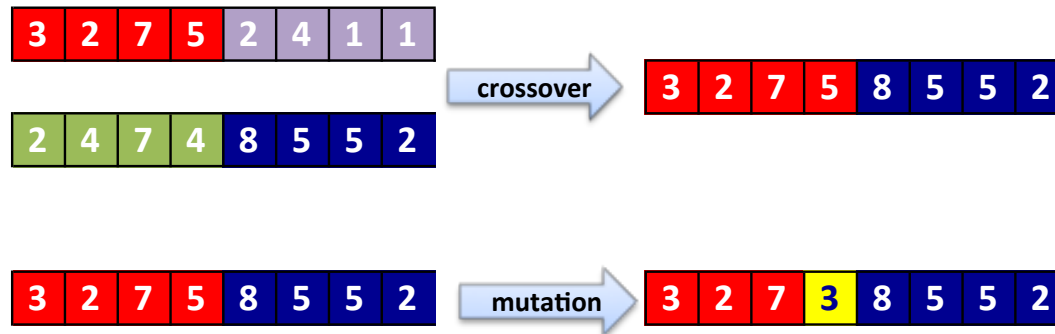 3 2 7 5 2 4 1 1
crossover
3 2 7 5 8 5 5 2
2 4 7 4 8 5 5 2
3 2 7 5 8 5 5 2
mutation
3 2 7 3 8 5 5 2